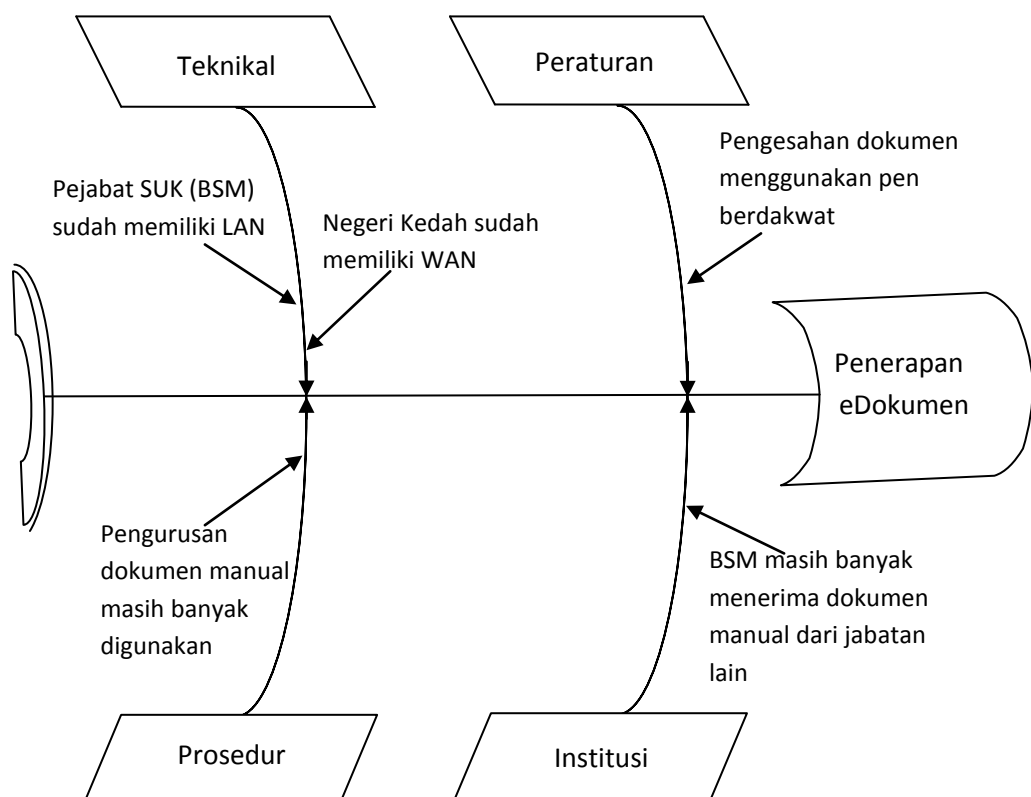 Teknikal
Peraturan
Pejabat SUK (BSM)
sudah memiliki LAN
Negeri Kedah sudah
memiliki WAN
Pengesahan dokumen
menggunakan pen
berdakwat
Penerapan
eDokumen
Pengurusan
dokumen manual
masih banyak
digunakan
BSM masih banyak
menerima dokumen
manual dari jabatan
lain
Prosedur
Institusi